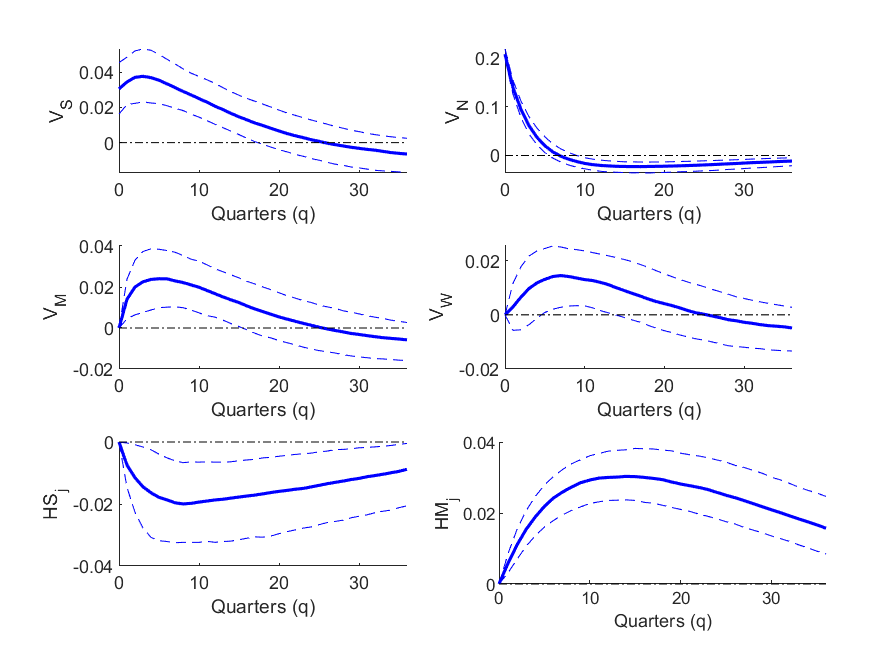 V_S
0.04
0.02
0
0 10 20 30
Quarters (q)
V_N
0.2
0.1
0
0 10 20 30
Quarters (q)
V_M
0.04
0.02
0
-0.02
0 10 20 30
Quarters (q)
V_W
0.02
0
-0.02
0 10 20 30
Quarters (q)
HS_j
0
-0.02
-0.04
0 10 20 30
Quarters (q)
HM_j
0.04
0.02
0
0 10 20 30
Quarters (q)